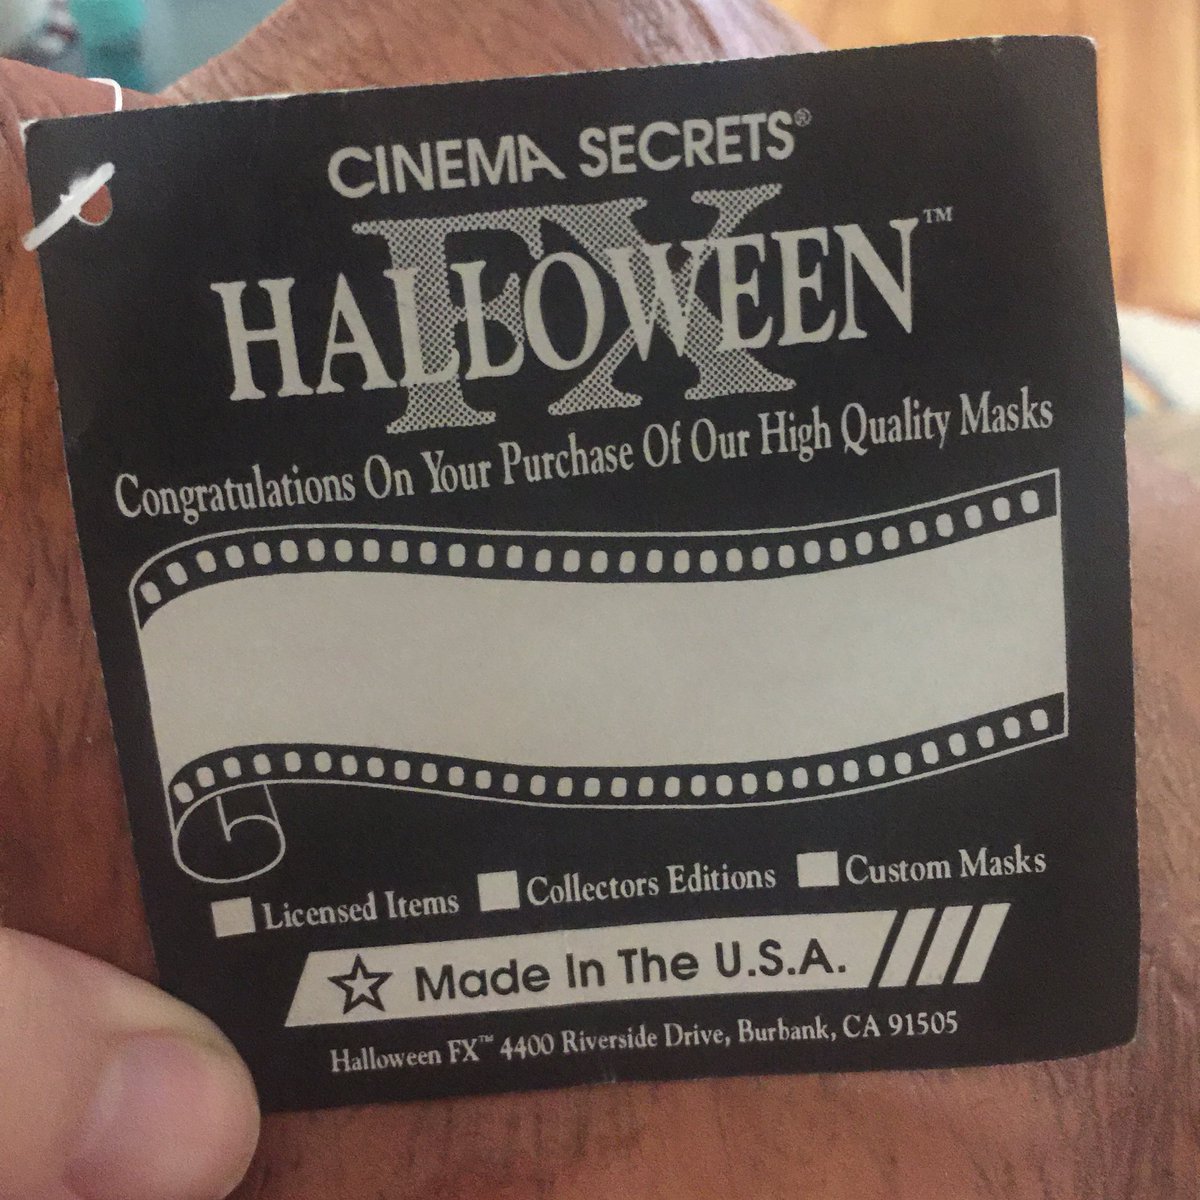 CINEMA SECRETS®
FX
HALLOWEEN™
Congratulations On Your Purchase Of Our High Quality Masks
Licensed Items Collectors Editions Custom Masks
Made In The U.S.A.
Halloween FX™ 4400 Riverside Drive, Burbank, CA 91505